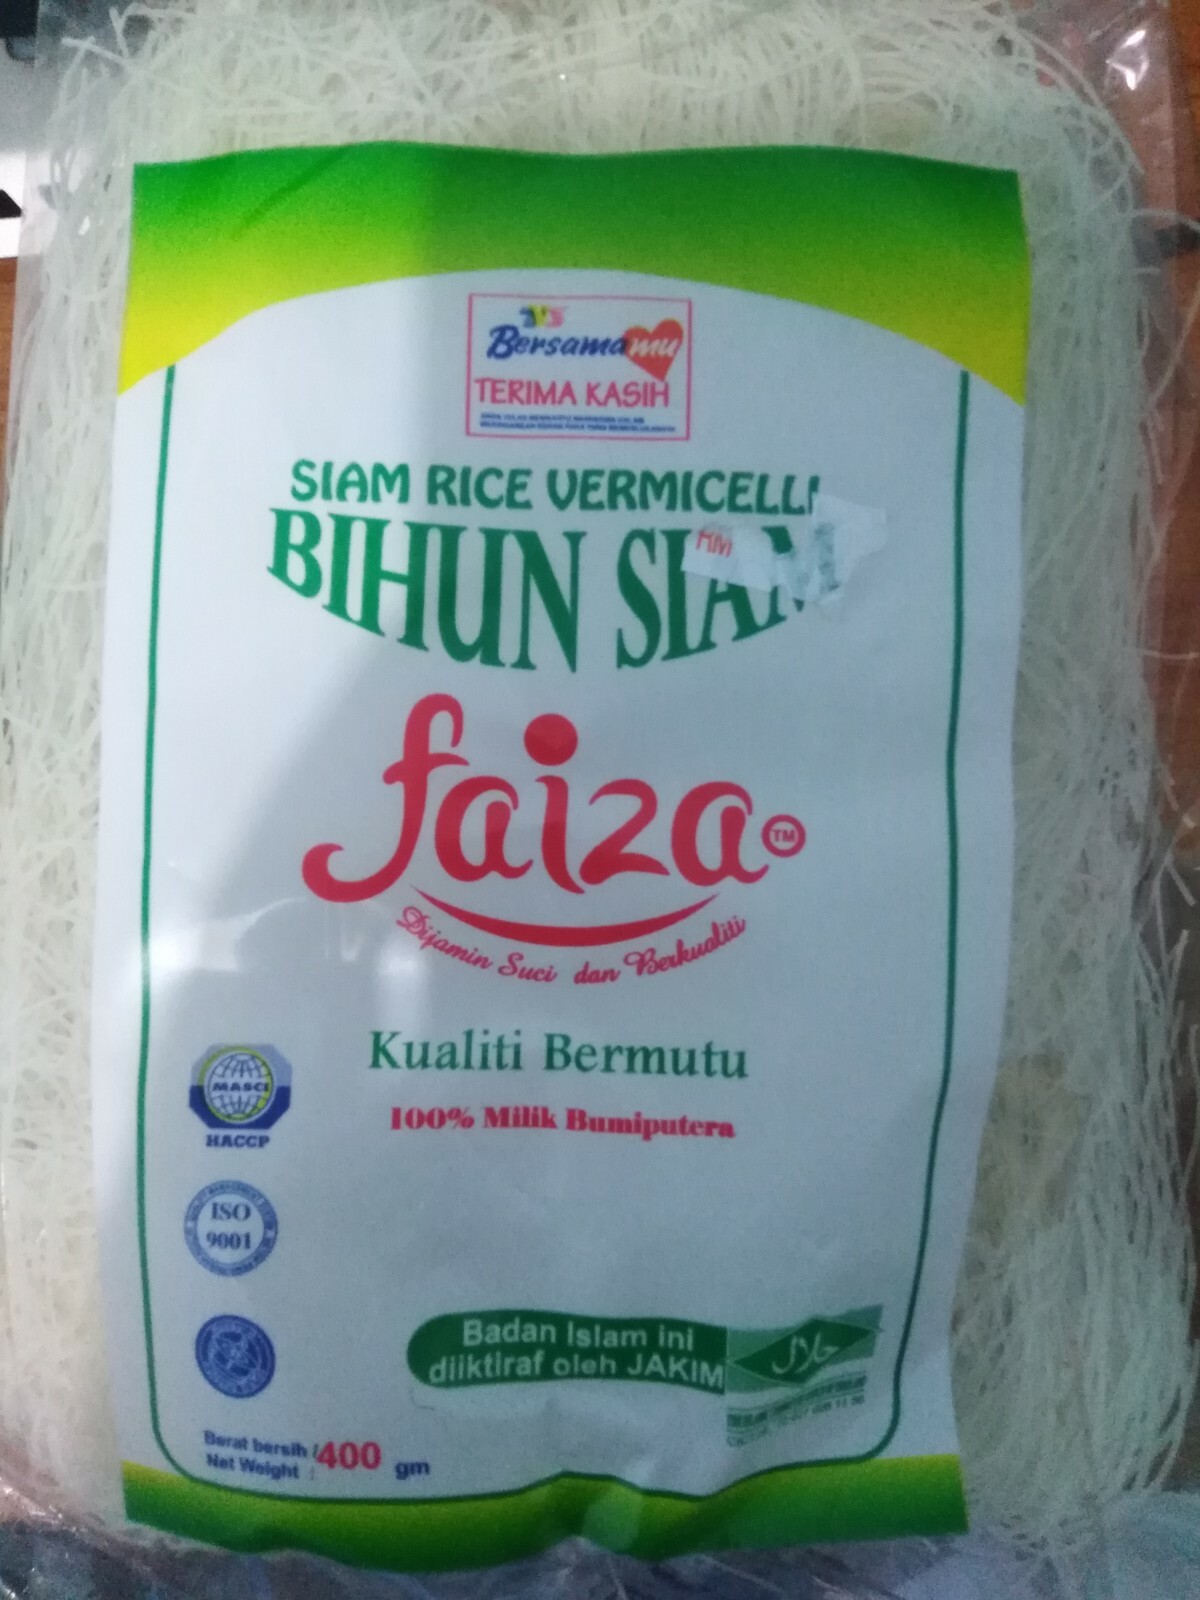 Bersamamu
TERIMA KASIH
SIAM RICE VERMICELLI
BIHUN SIAM
RM
faiza TM
Dijamin Suci dan Berkualiti
Kualiti Bermutu
100% Milik Bumiputera
MASCI
HACCP
ISO
9001
Badan Islam ini
diiktiraf oleh JAKIM
حلال
Berat bersih /
Net Weight :
400 gm